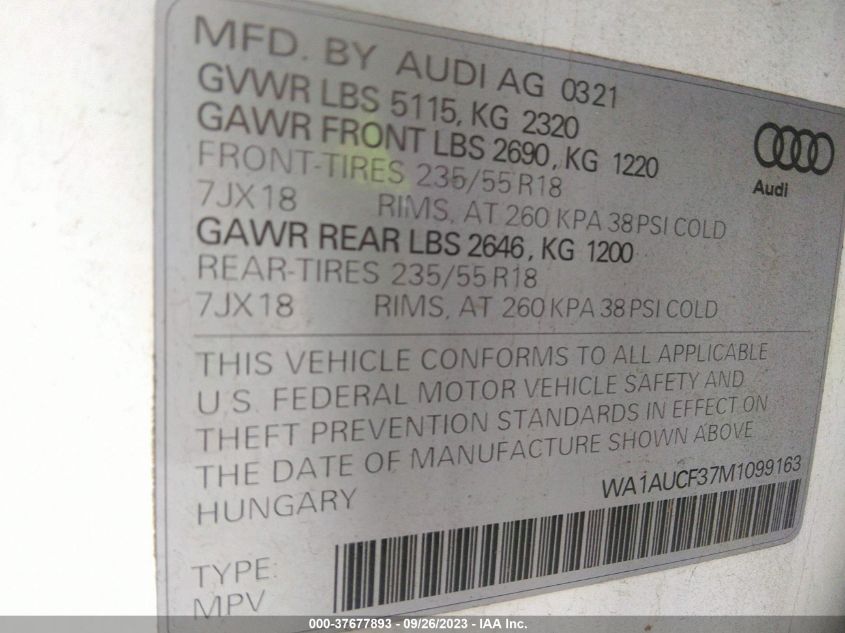 MFD. BY AUDI AG 0321
GVWR LBS 5115, KG 2320
GAWR FRONT LBS 2690, KG 1220
FRONT-TIRES 235/55 R18
7JX18 RIMS, AT 260 KPA 38 PSI COLD
GAWR REAR LBS 2646, KG 1200
REAR-TIRES 235/55 R18
7JX18 RIMS, AT 260 KPA 38 PSI COLD
Audi
THIS VEHICLE CONFORMS TO ALL APPLICABLE
U.S. FEDERAL MOTOR VEHICLE SAFETY AND
THEFT PREVENTION STANDARDS IN EFFECT ON
THE DATE OF MANUFACTURE SHOWN ABOVE
HUNGARY
WA1AUCF37M1099163
TYPE:
MPV
000-37677893 - 09/26/2023 - IAA Inc.